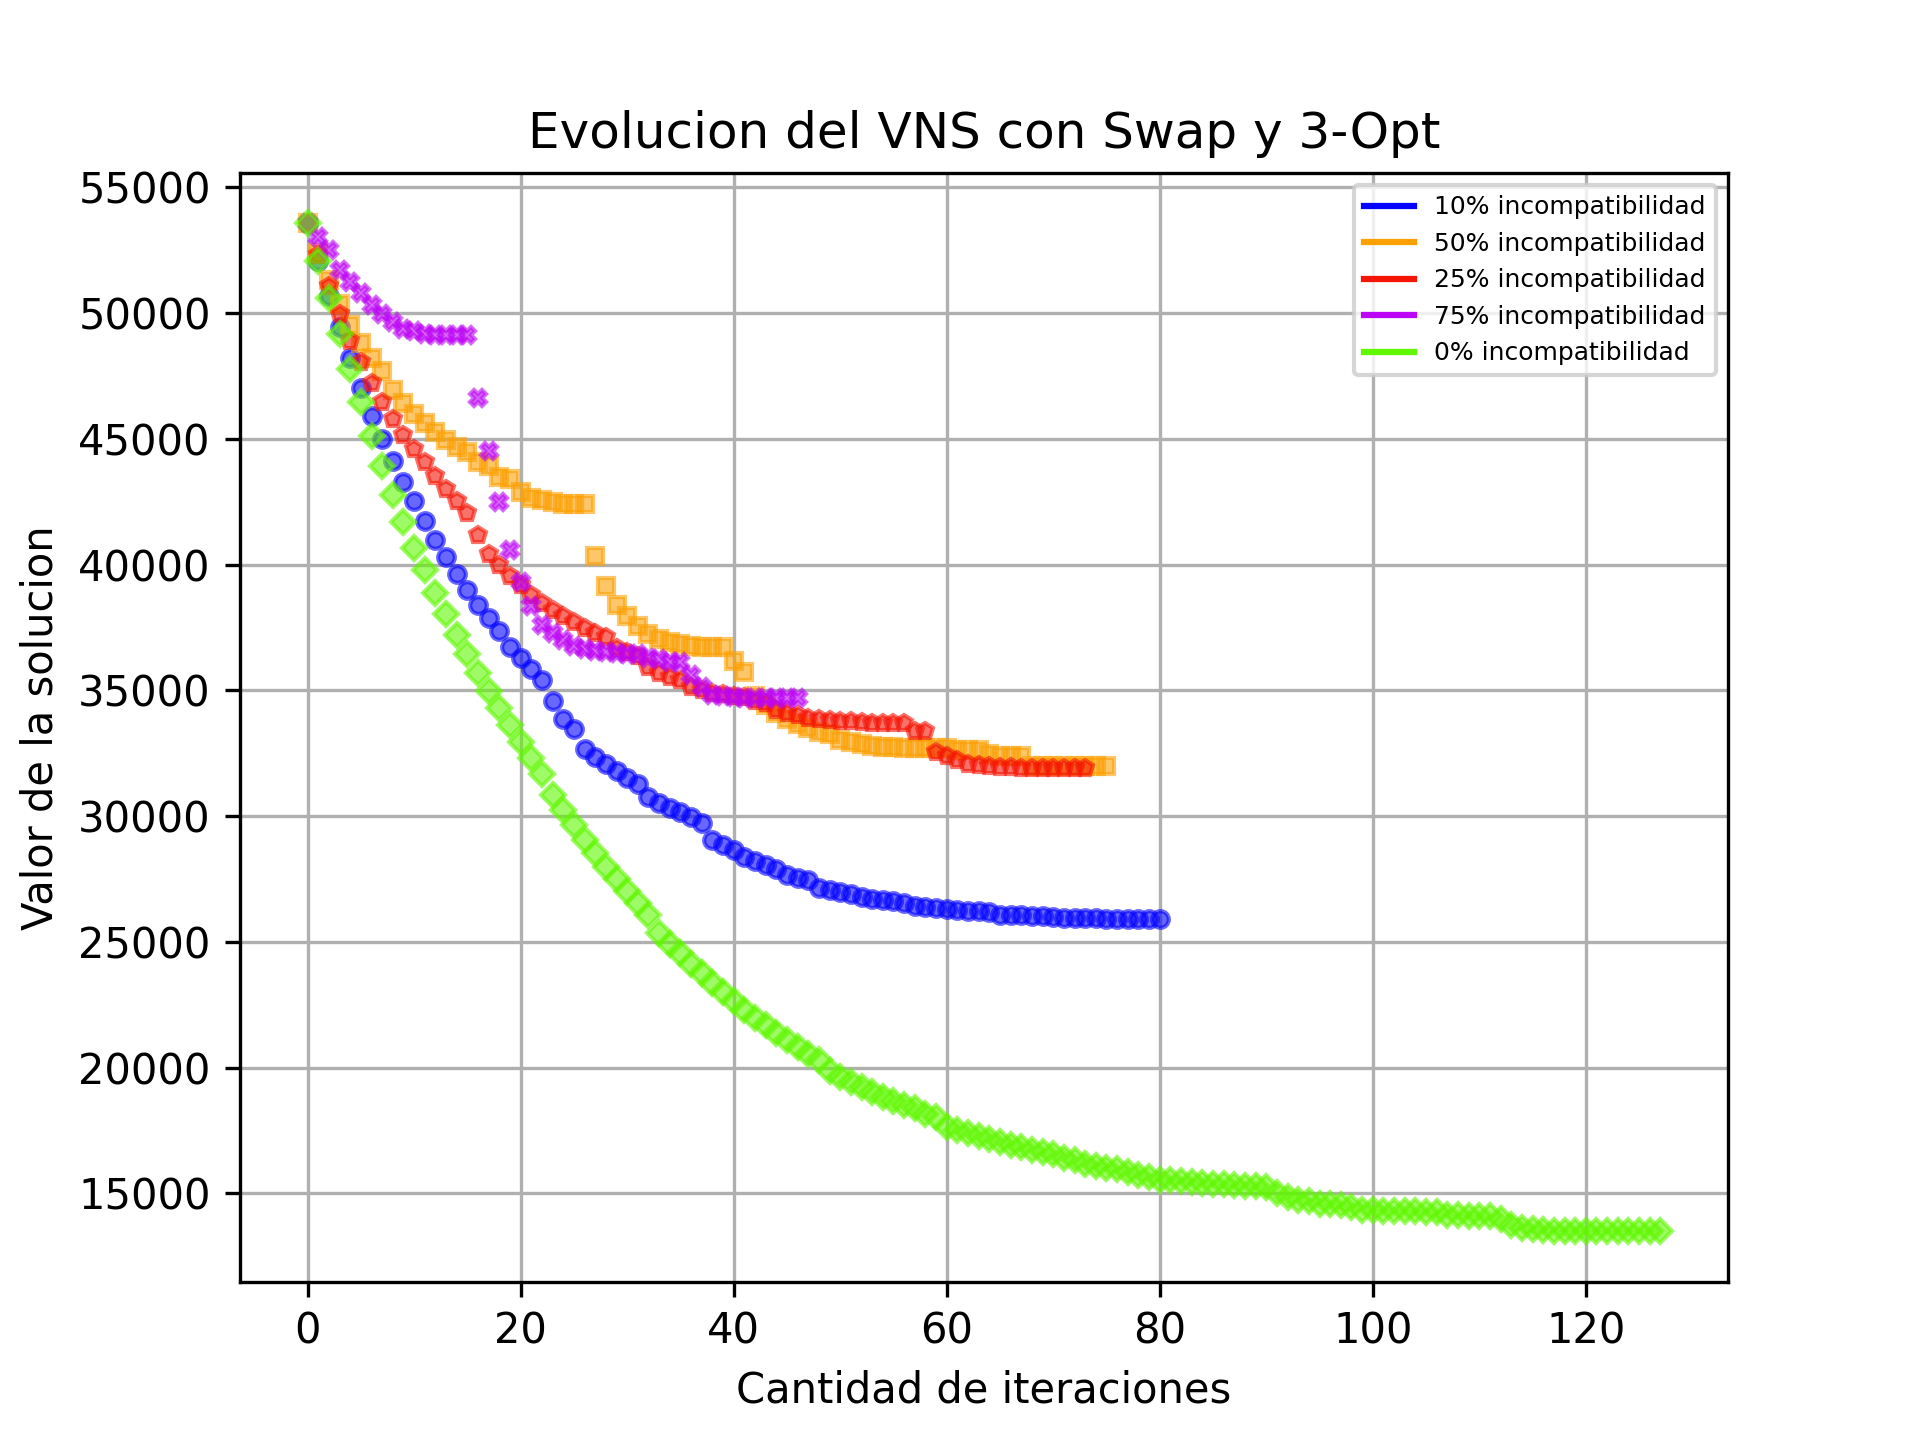 Evolucion del VNS con Swap y 3-Opt
55000
50000
45000
40000
35000
30000
25000
20000
15000
Valor de la solucion
10% incompatibilidad
50% incompatibilidad
25% incompatibilidad
75% incompatibilidad
0% incompatibilidad
0 20 40 60 80 100 120
Cantidad de iteraciones